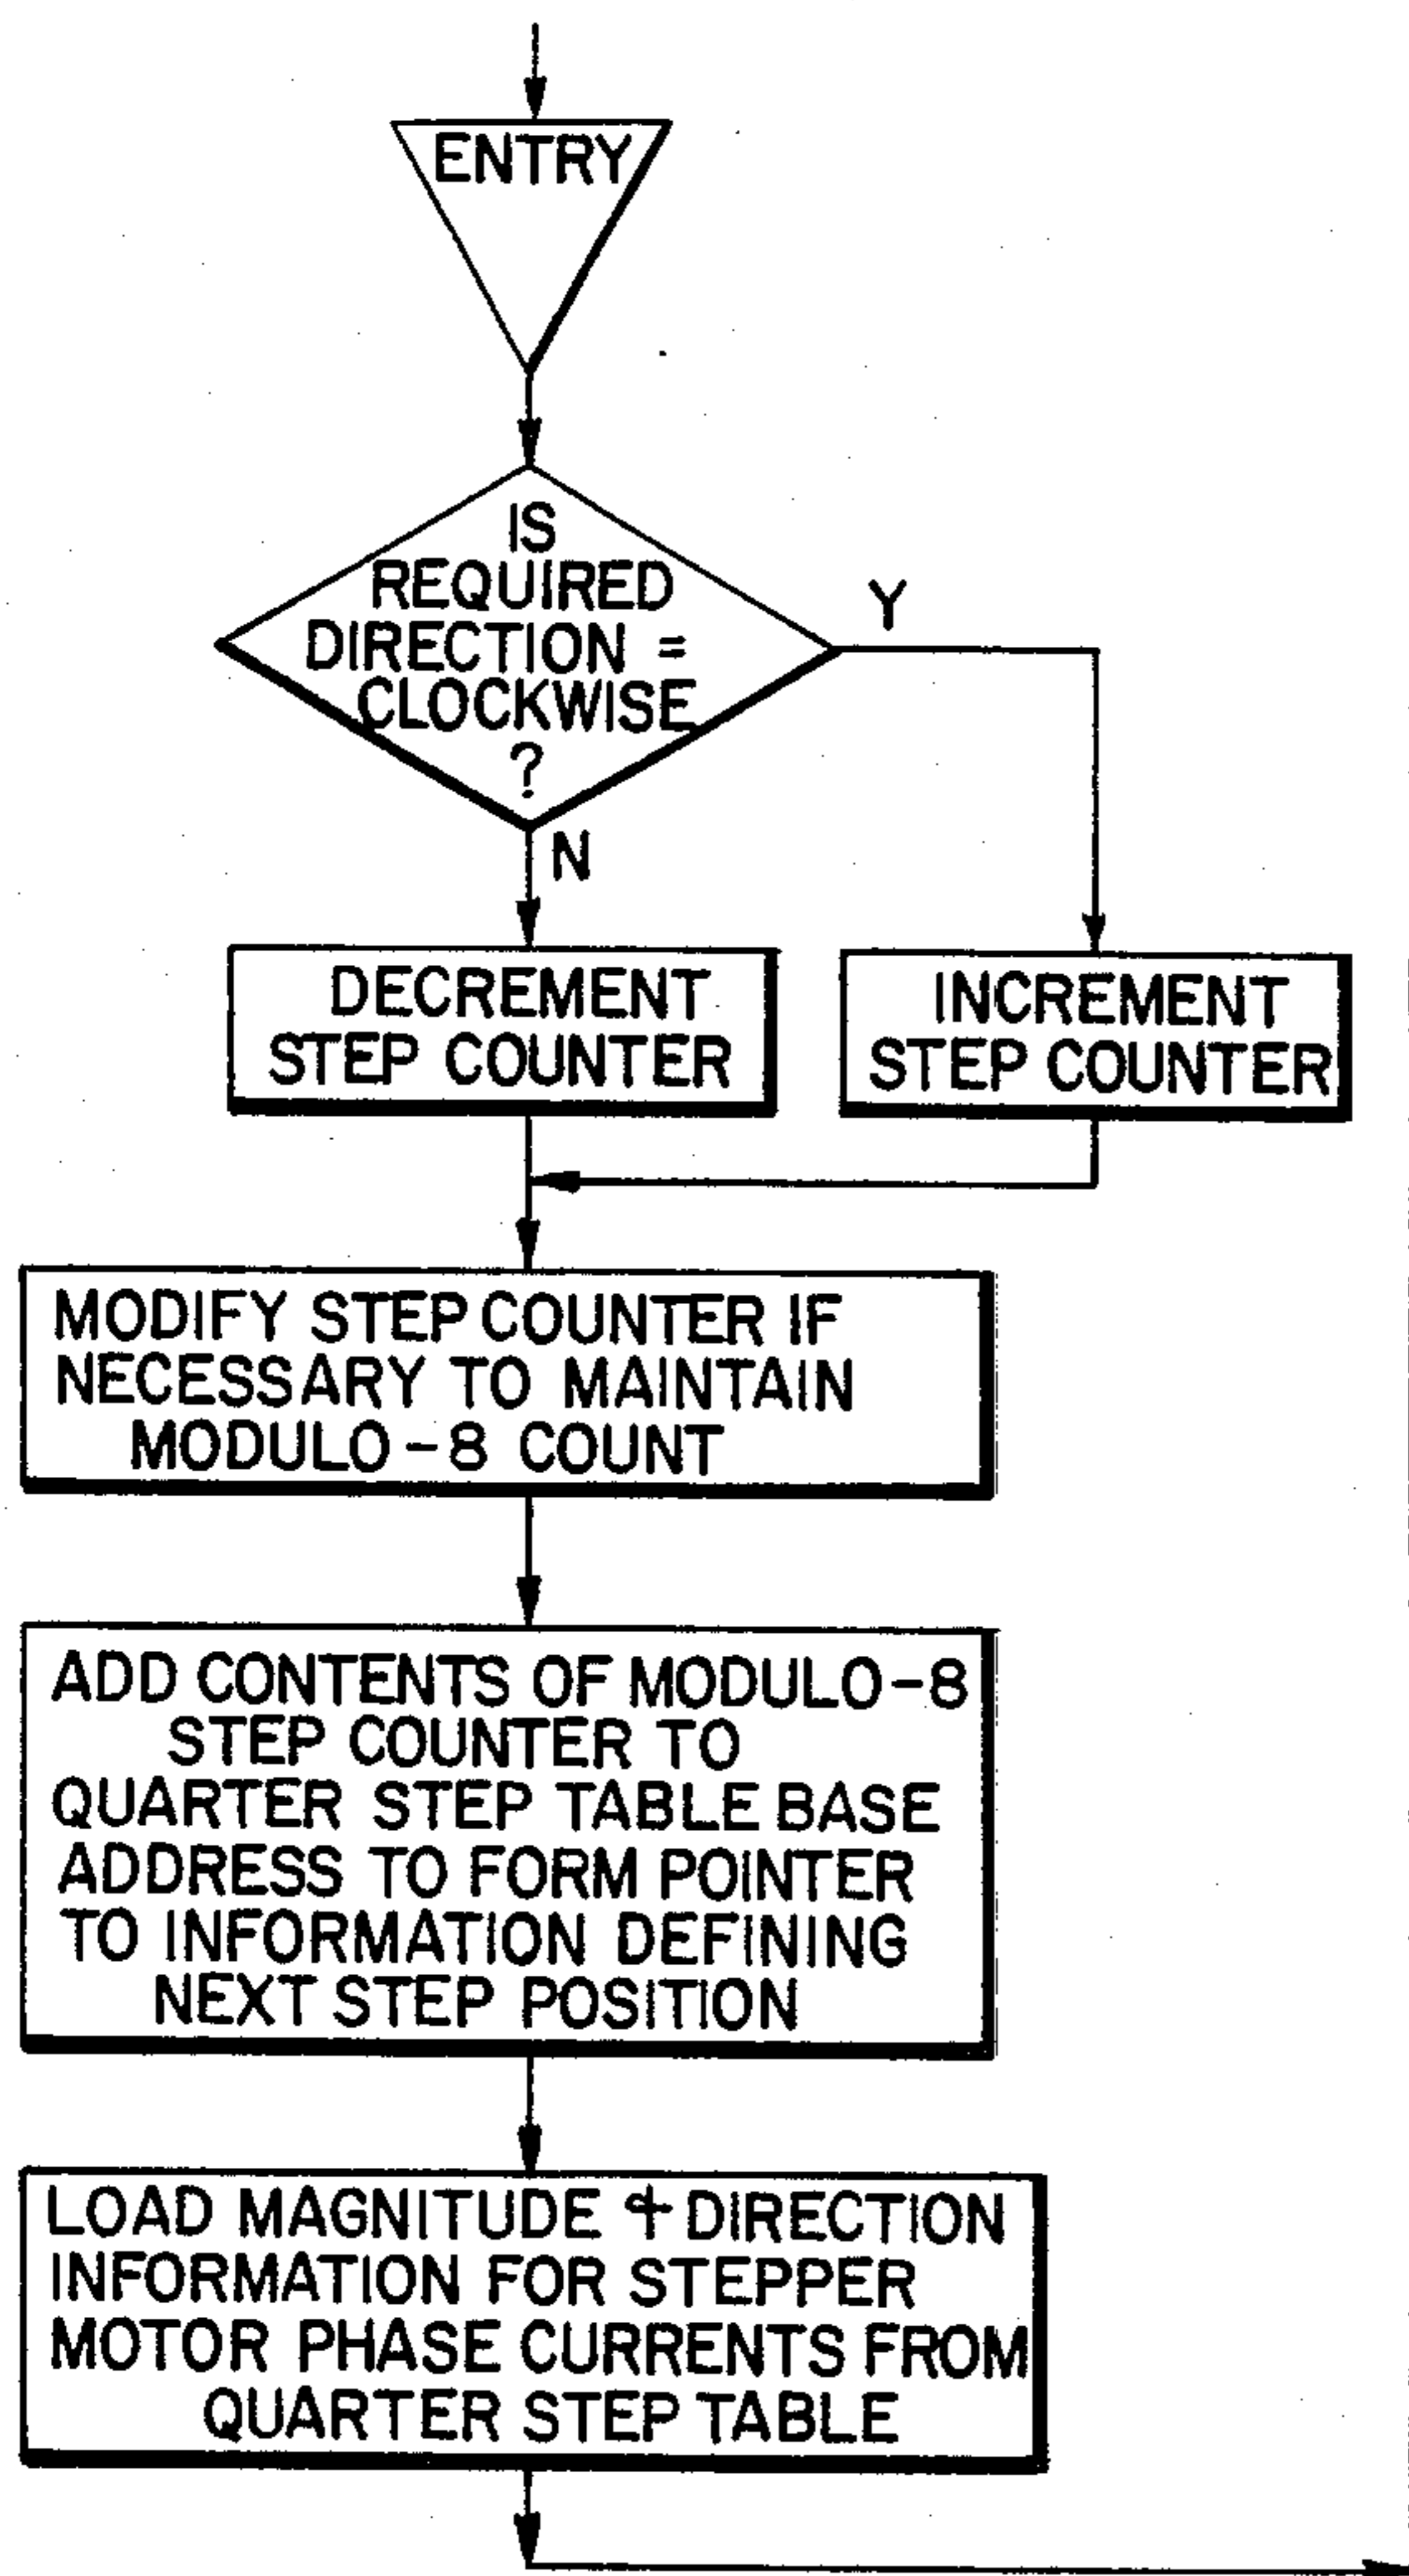 ENTRY
IS
REQUIRED
DIRECTION =
CLOCKWISE
?
Y
N
DECREMENT
STEP COUNTER
INCREMENT
STEP COUNTER
MODIFY STEP COUNTER IF
NECESSARY TO MAINTAIN
MODULO-8 COUNT
ADD CONTENTS OF MODULO-8
STEP COUNTER TO
QUARTER STEP TABLE BASE
ADDRESS TO FORM POINTER
TO INFORMATION DEFINING
NEXT STEP POSITION
LOAD MAGNITUDE & DIRECTION
INFORMATION FOR STEPPER
MOTOR PHASE CURRENTS FROM
QUARTER STEP TABLE